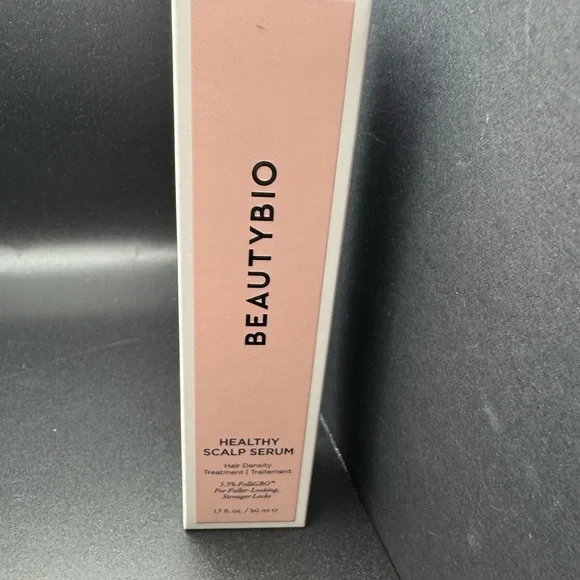 BEAUTYBIO
HEALTHY
SCALP SERUM
Hair Density
Treatment | Traitement
5.5% FolliGRO™
For Fuller-Looking,
Stronger Locks
1.7 fl. oz. / 50 ml ℮